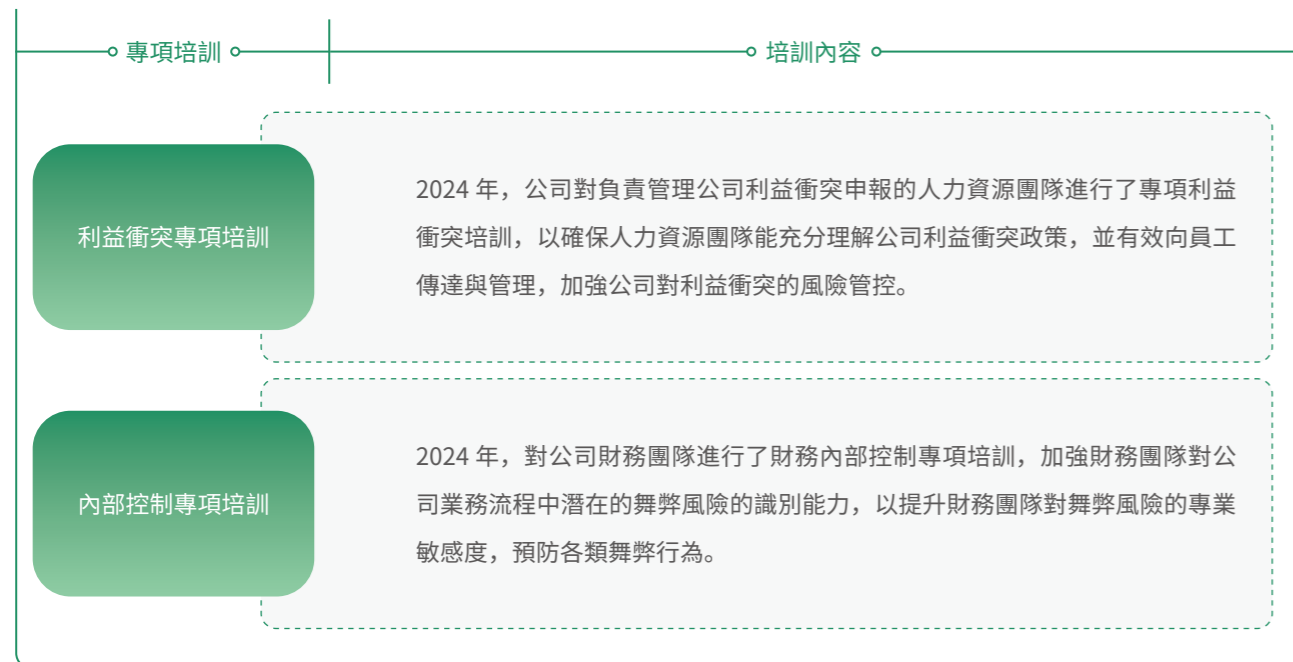 專項培訓
培訓內容
利益衝突專項培訓
2024 年，公司對負責管理公司利益衝突申報的人力資源團隊進行了專項利益
衝突培訓，以確保人力資源團隊能充分理解公司利益衝突政策，並有效向員工
傳達與管理，加強公司對利益衝突的風險管控。
內部控制專項培訓
2024 年，對公司財務團隊進行了財務內部控制專項培訓，加強財務團隊對公
司業務流程中潛在的舞弊風險的識別能力，以提升財務團隊對舞弊風險的專業
敏感度，預防各類舞弊行為。